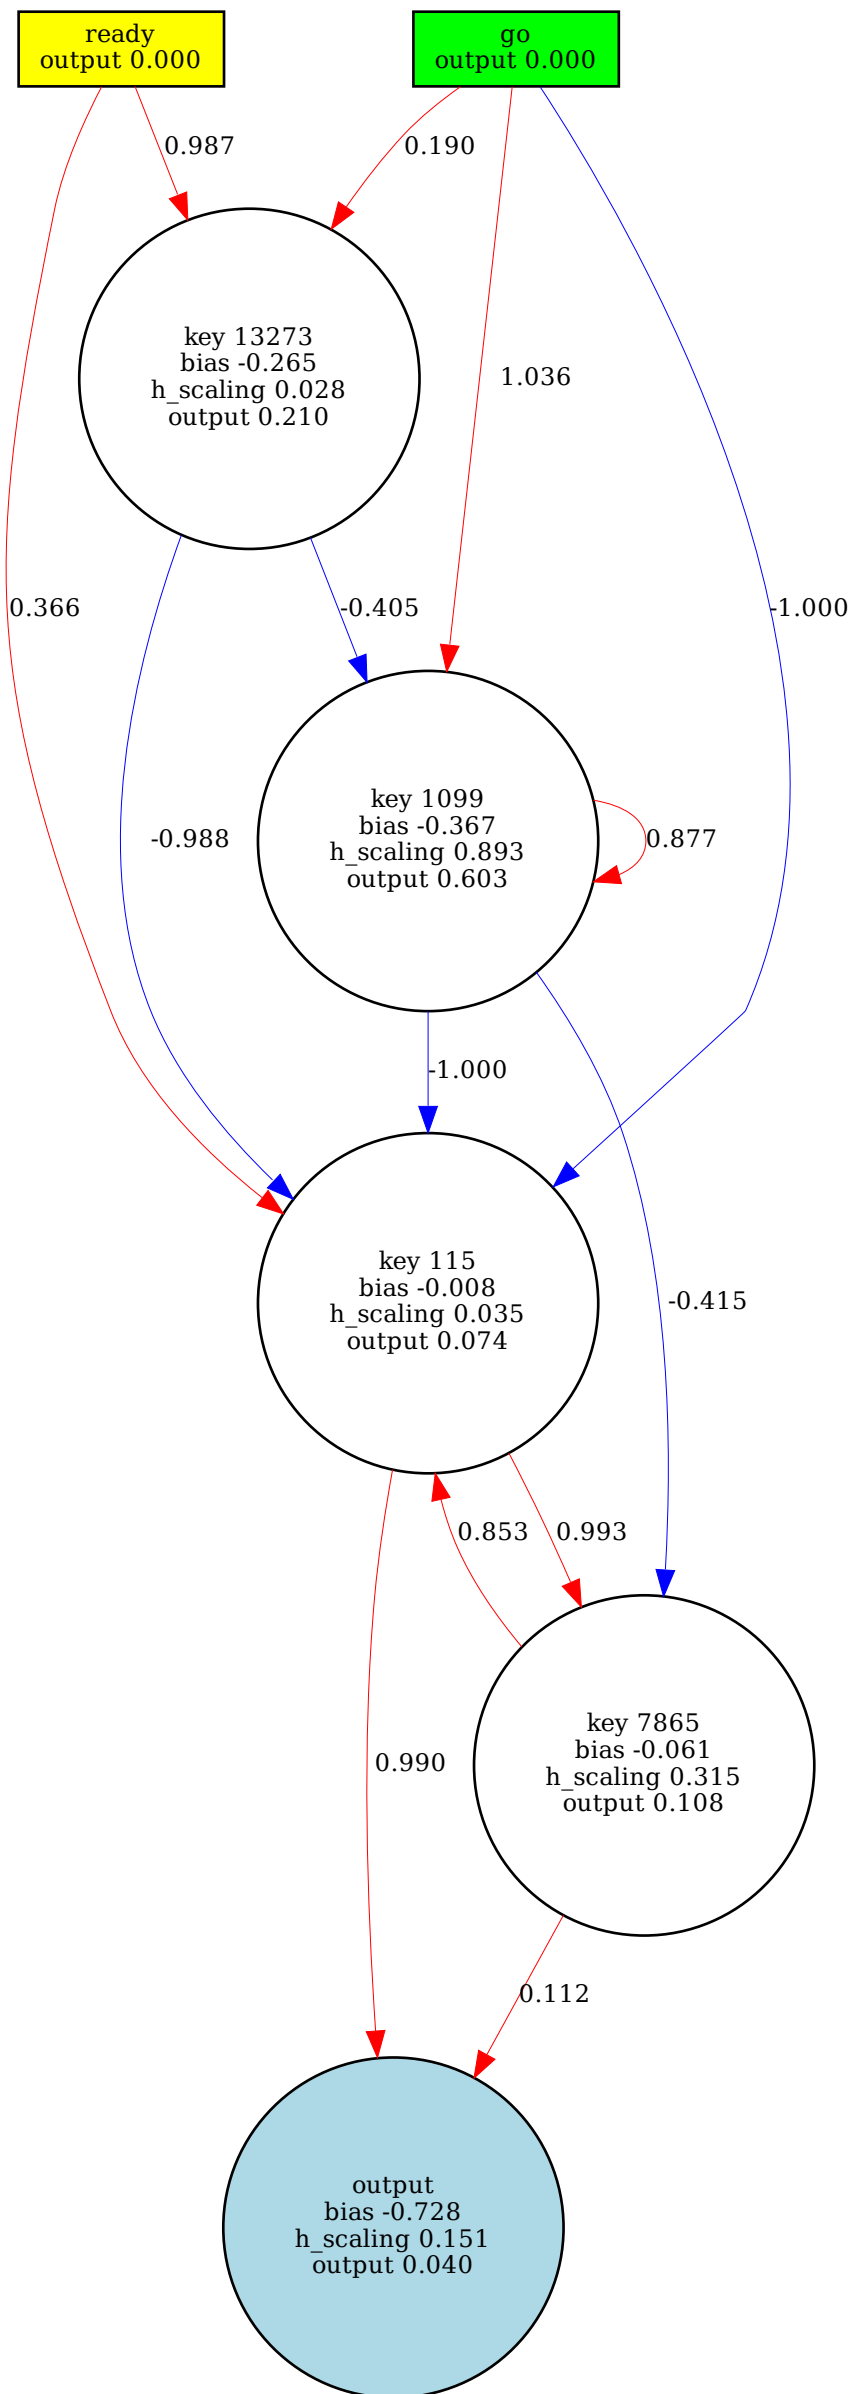 ready
output 0.000
go
output 0.000
0.987
0.190
key 13273
bias -0.265
h_scaling 0.028
output 0.210
1.036
0.366
-0.405
-1.000
key 1099
bias -0.367
h_scaling 0.893
output 0.603
-0.988
0.877
-1.000
key 115
bias -0.008
h_scaling 0.035
output 0.074
-0.415
0.853
0.993
key 7865
bias -0.061
h_scaling 0.315
output 0.108
0.990
0.112
output
bias -0.728
h_scaling 0.151
output 0.040